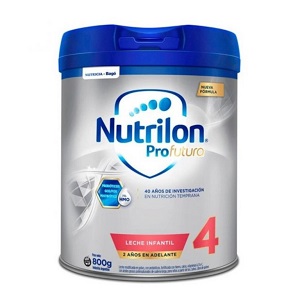 NUTRICIA - Bagó
NUEVA
FÓRMULA
Nutrilon
Profutura
40 AÑOS DE INVESTIGACIÓN
EN NUTRICIÓN TEMPRANA
HMO
LECHE INFANTIL
4
2 AÑOS EN ADELANTE
800g